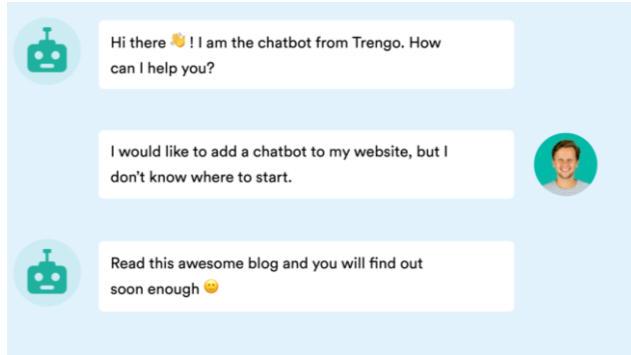 Hi there 👋 ! I am the chatbot from Trengo. How
can I help you?
I would like to add a chatbot to my website, but I
don't know where to start.
Read this awesome blog and you will find out
soon enough 🙂